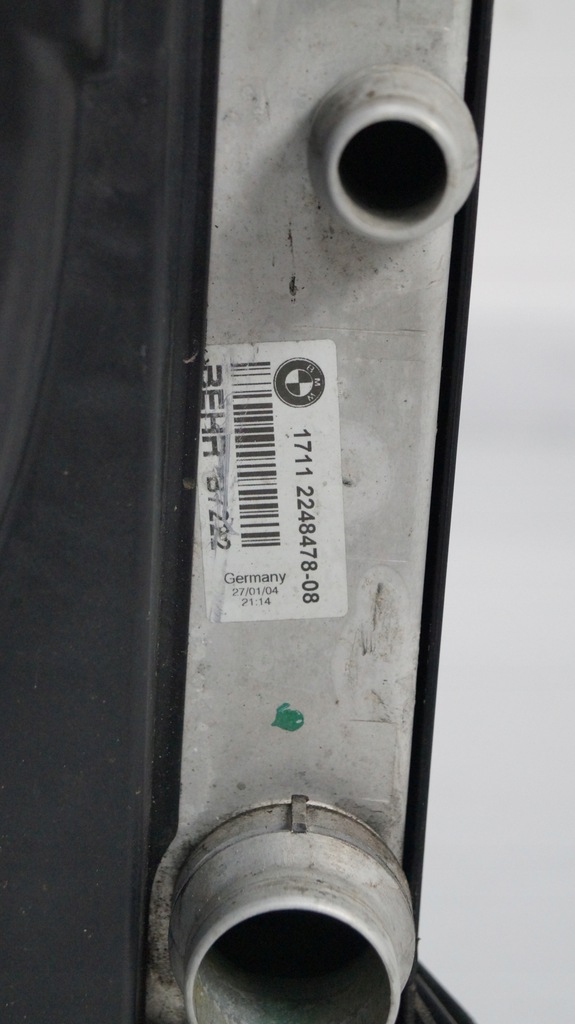 BMW
1711 2248478-08
BEHR
Germany
27/01/04
21:14